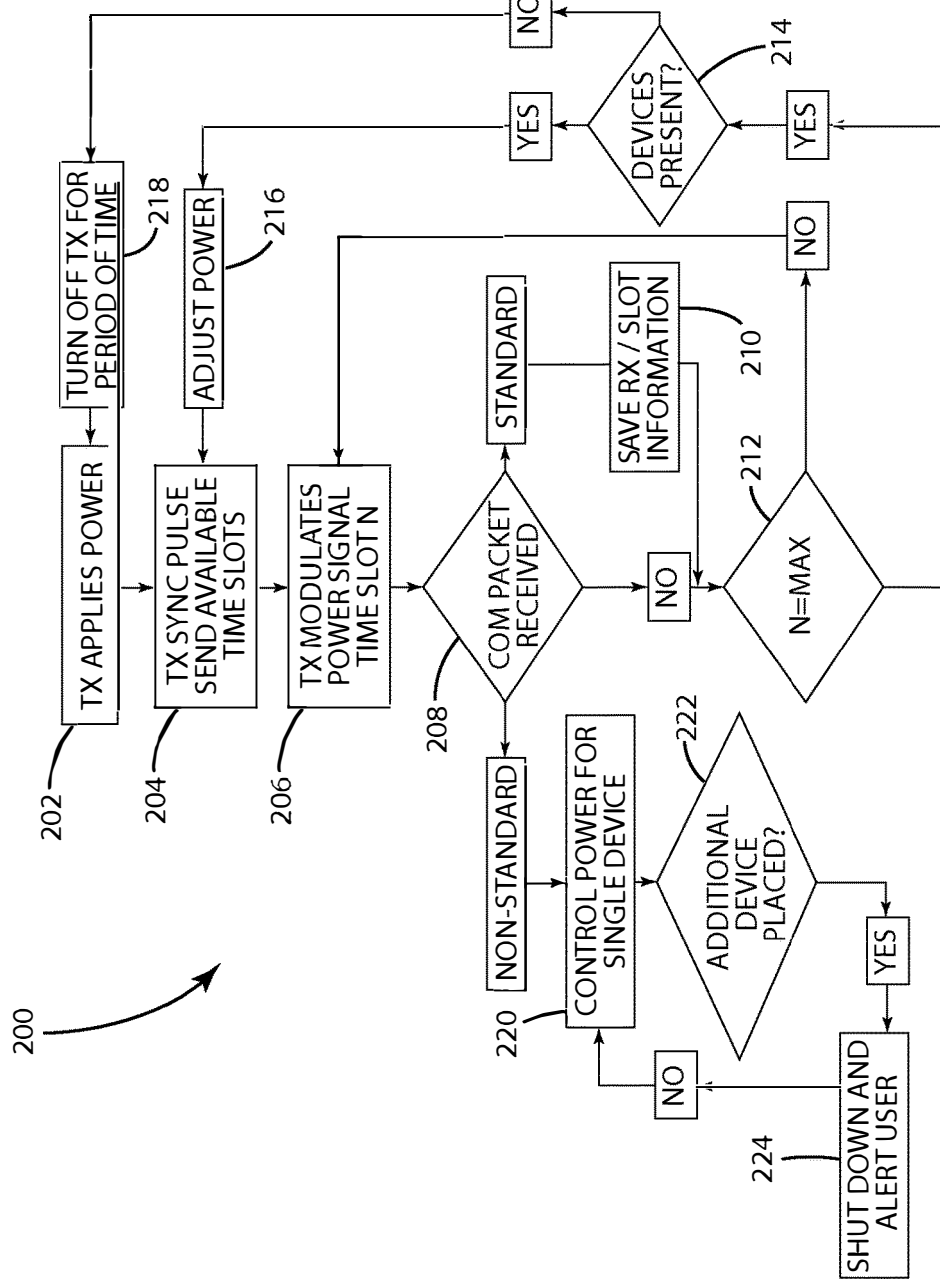 200
202
TX APPLIES POWER
TURN OFF TX FOR
PERIOD OF TIME
218
204
TX SYNC PULSE
SEND AVAILABLE
TIME SLOTS
ADJUST POWER
216
206
TX MODULATES
POWER SIGNAL
TIME SLOT N
208
COM PACKET
RECEIVED
NON-STANDARD
STANDARD
220
CONTROL POWER FOR
SINGLE DEVICE
SAVE RX / SLOT
INFORMATION
210
NO
222
ADDITIONAL
DEVICE
PLACED?
NO
YES
224
SHUT DOWN AND
ALERT USER
212
N=MAX
NO
YES
DEVICES
PRESENT?
214
YES
NO